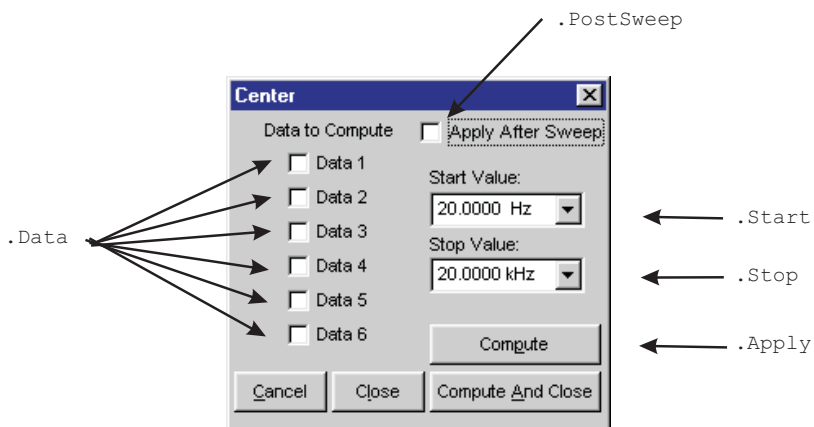 .PostSweep
Center
Data to Compute
Apply After Sweep
Data 1
Data 2
Data 3
Data 4
Data 5
Data 6
.Data
Start Value:
20.0000 Hz
.Start
Stop Value:
20.0000 kHz
.Stop
Compute
.Apply
Cancel
Close
Compute And Close